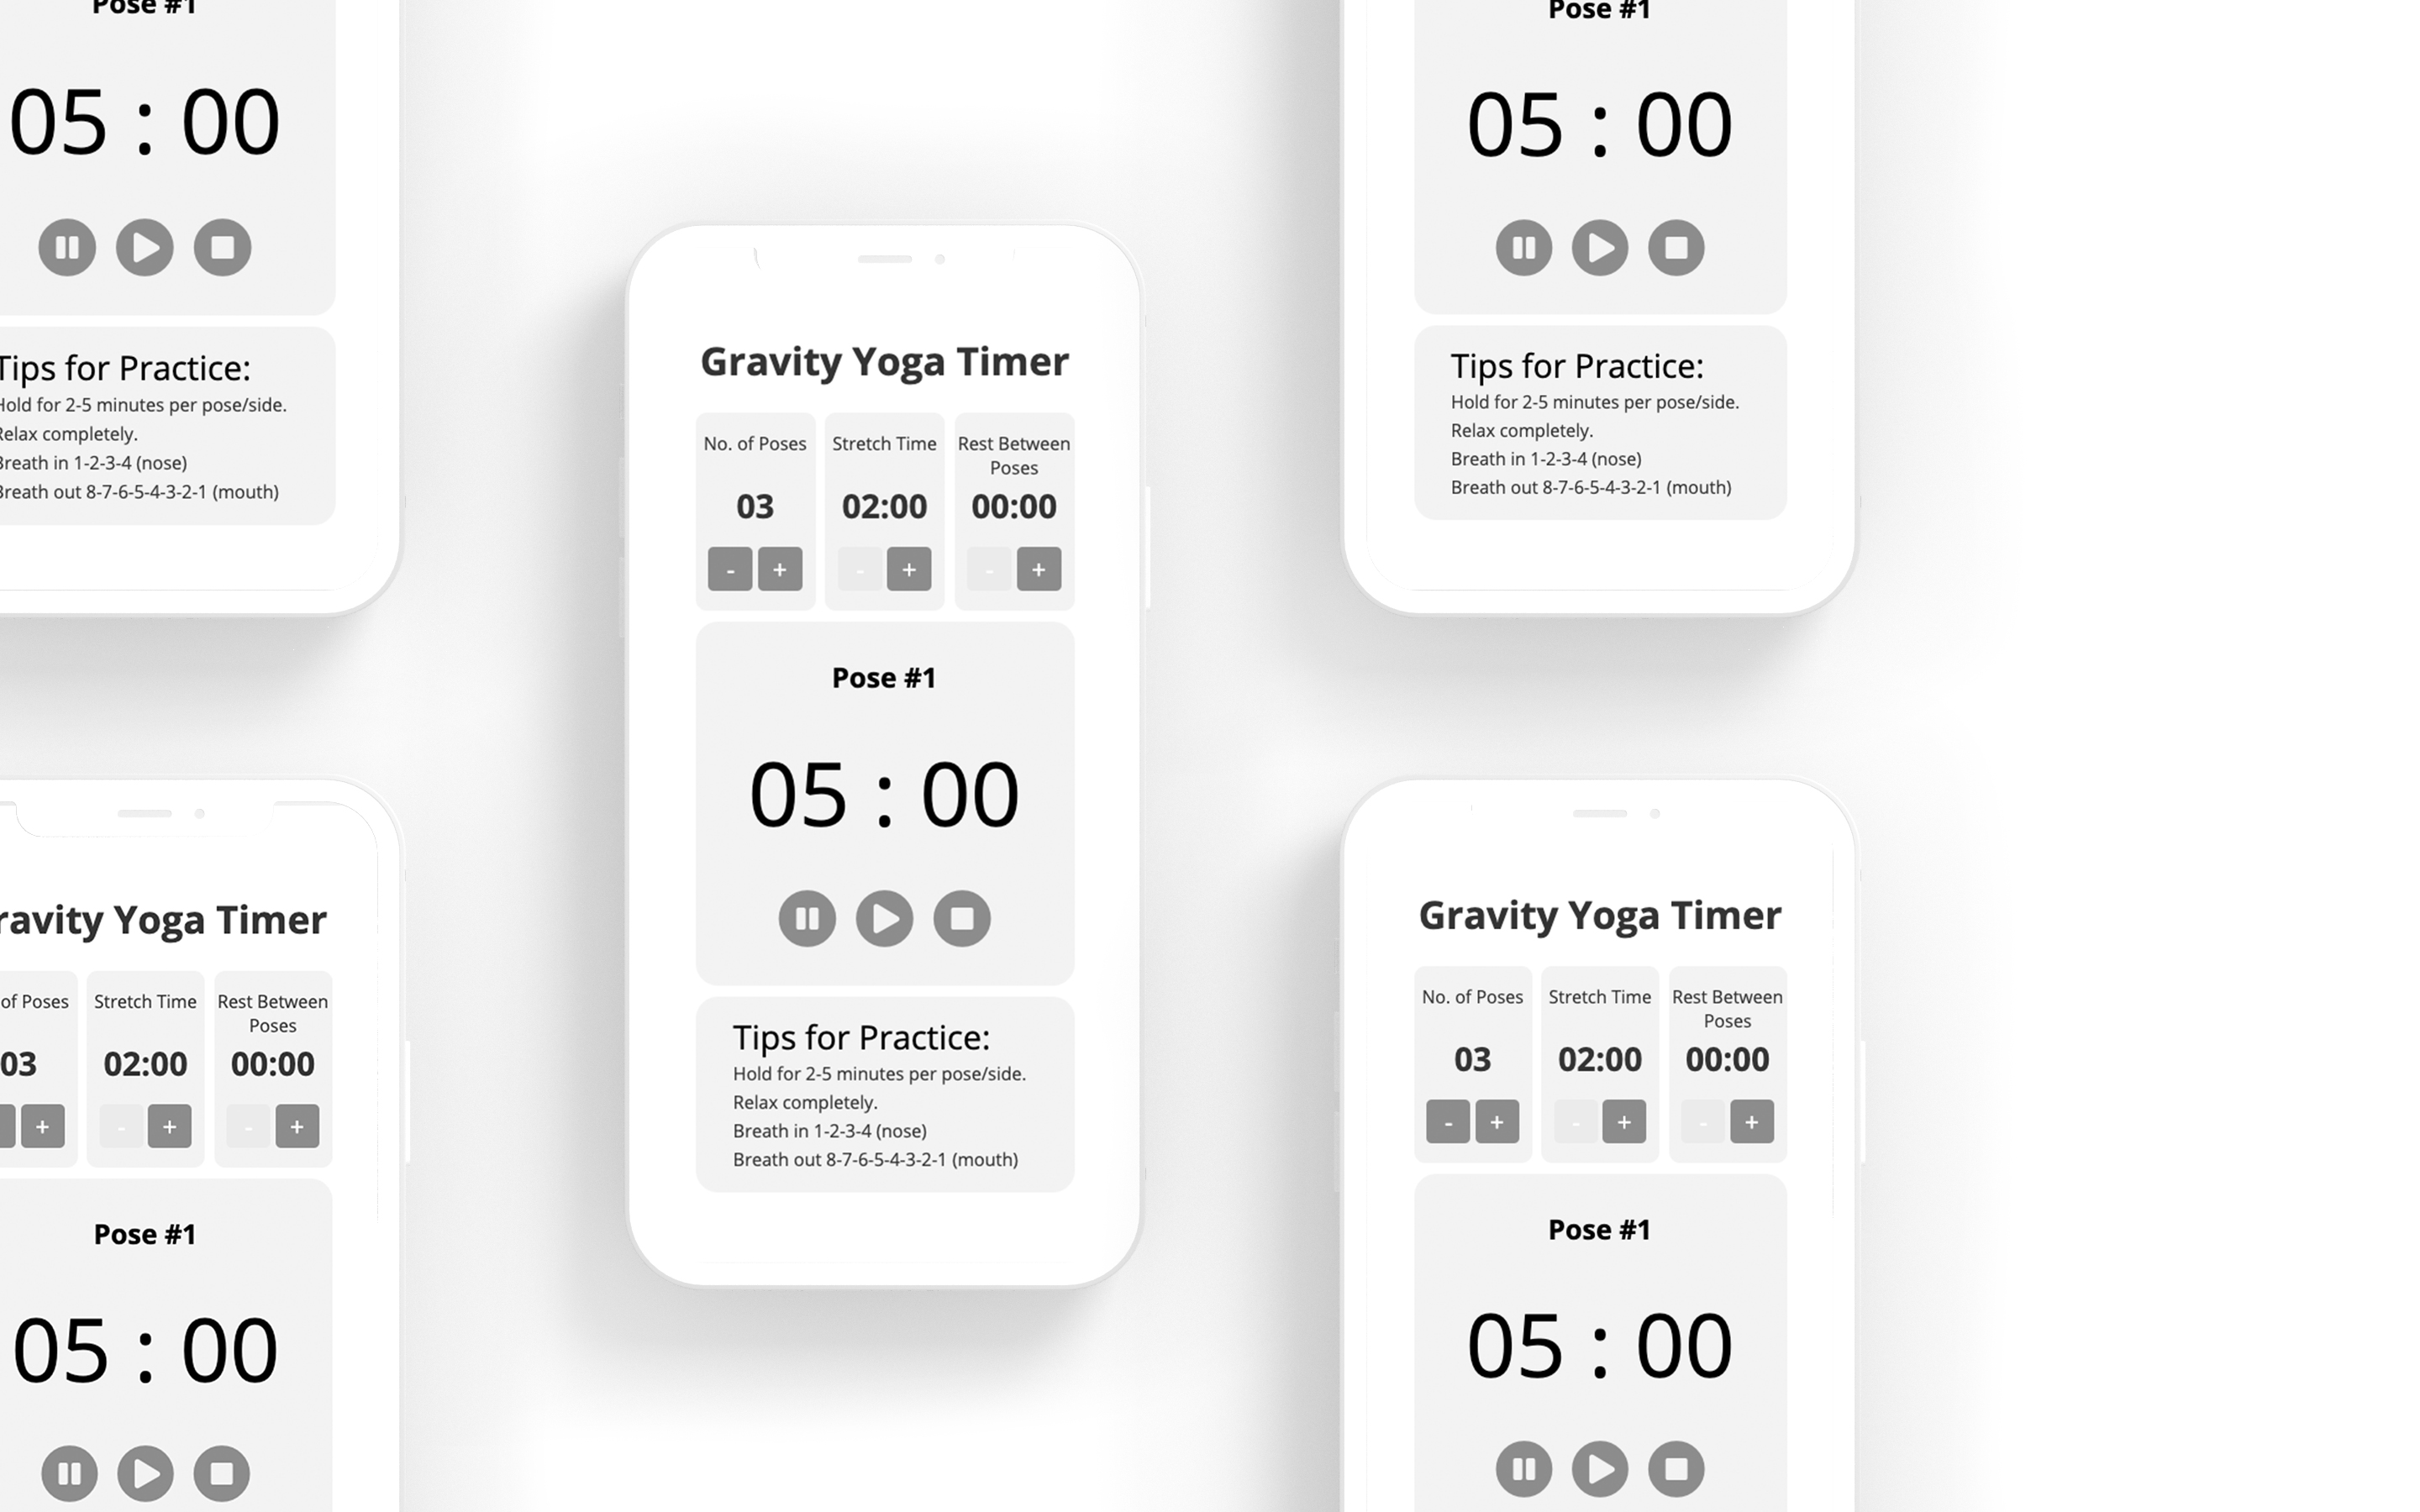 Pose #1
05 : 00
Tips for Practice:
Hold for 2-5 minutes per pose/side.
Relax completely.
Breath in 1-2-3-4 (nose)
Breath out 8-7-6-5-4-3-2-1 (mouth)
ravity Yoga Timer
of Poses
Stretch Time
Rest Between
Poses
03
02:00
00:00
+
-
+
-
+
Pose #1
05 : 00
Gravity Yoga Timer
No. of Poses
Stretch Time
Rest Between
Poses
03
02:00
00:00
-
+
-
+
-
+
Pose #1
05 : 00
Tips for Practice:
Hold for 2-5 minutes per pose/side.
Relax completely.
Breath in 1-2-3-4 (nose)
Breath out 8-7-6-5-4-3-2-1 (mouth)
Pose #1
05 : 00
Tips for Practice:
Hold for 2-5 minutes per pose/side.
Relax completely.
Breath in 1-2-3-4 (nose)
Breath out 8-7-6-5-4-3-2-1 (mouth)
Gravity Yoga Timer
No. of Poses
Stretch Time
Rest Between
Poses
03
02:00
00:00
-
+
-
+
-
+
Pose #1
05 : 00